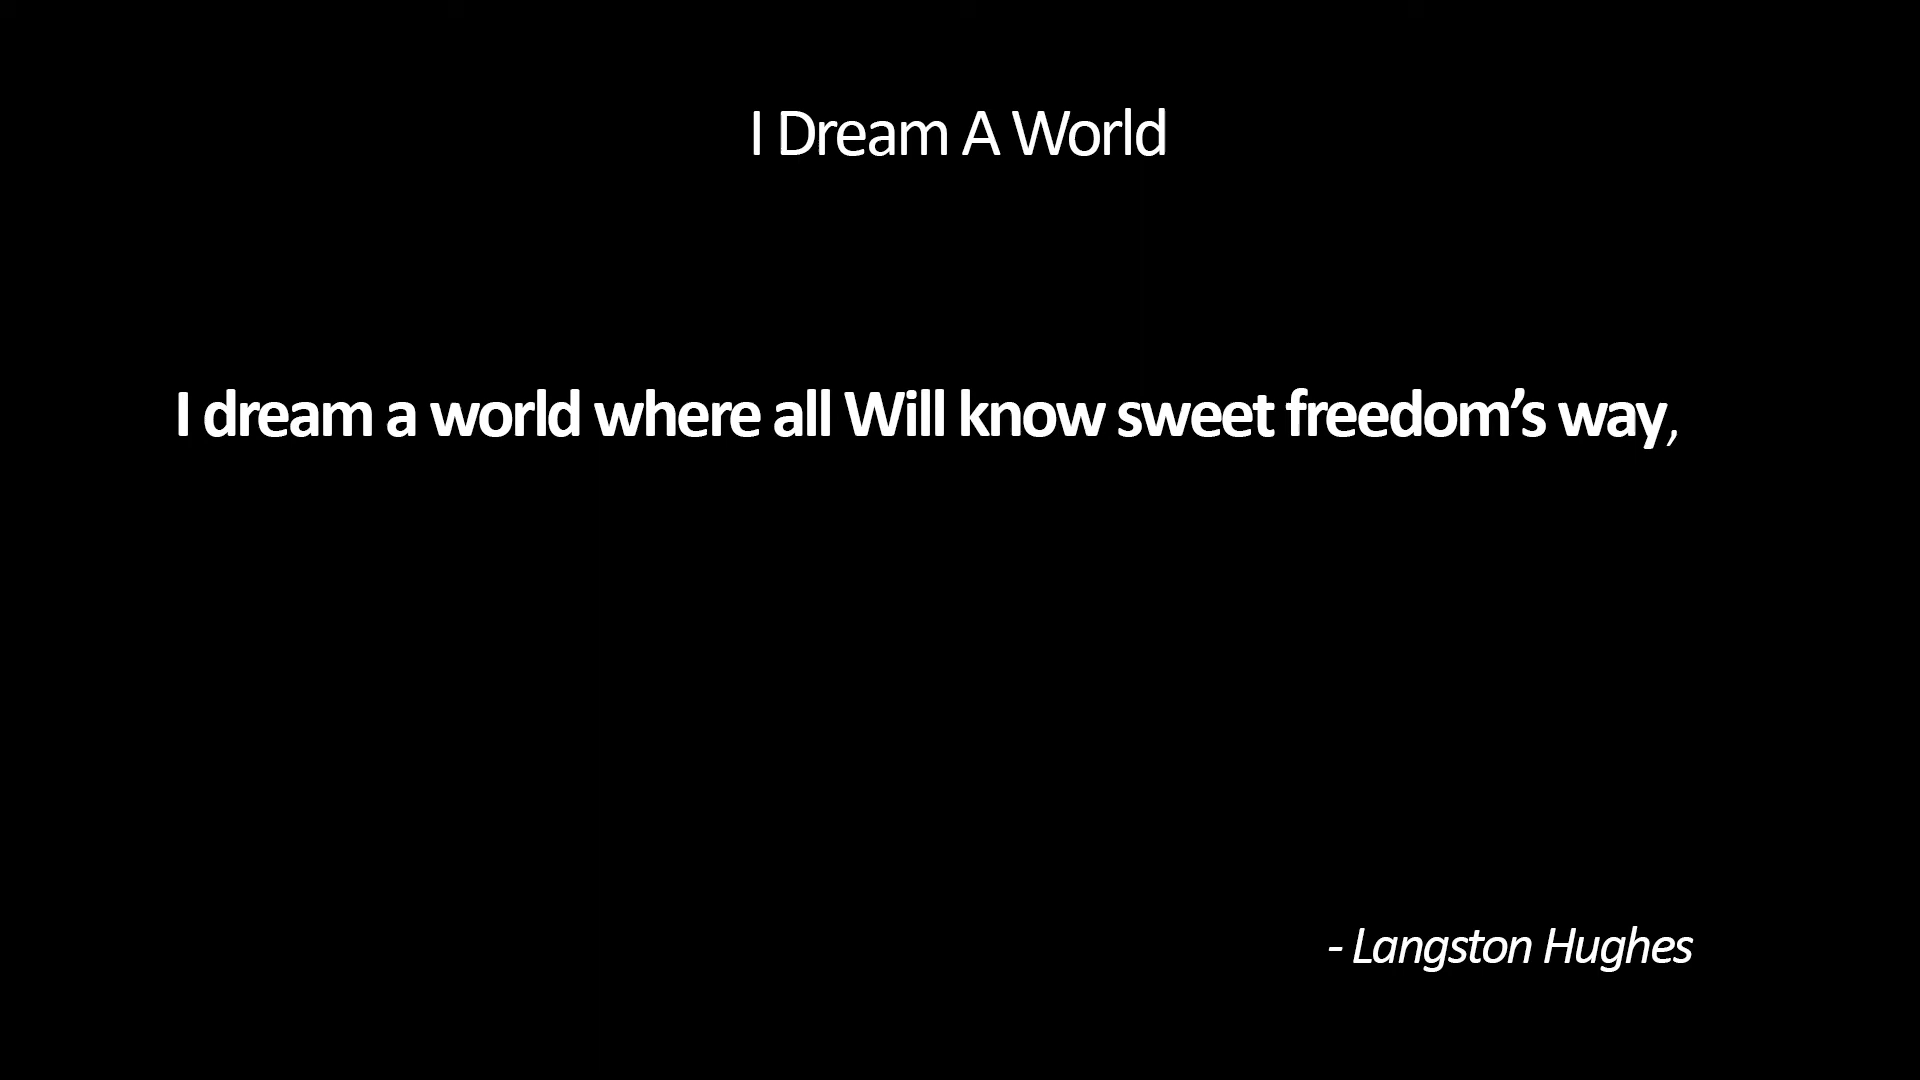 I Dream A World
I dream a world where all Will know sweet freedom’s way,
- Langston Hughes